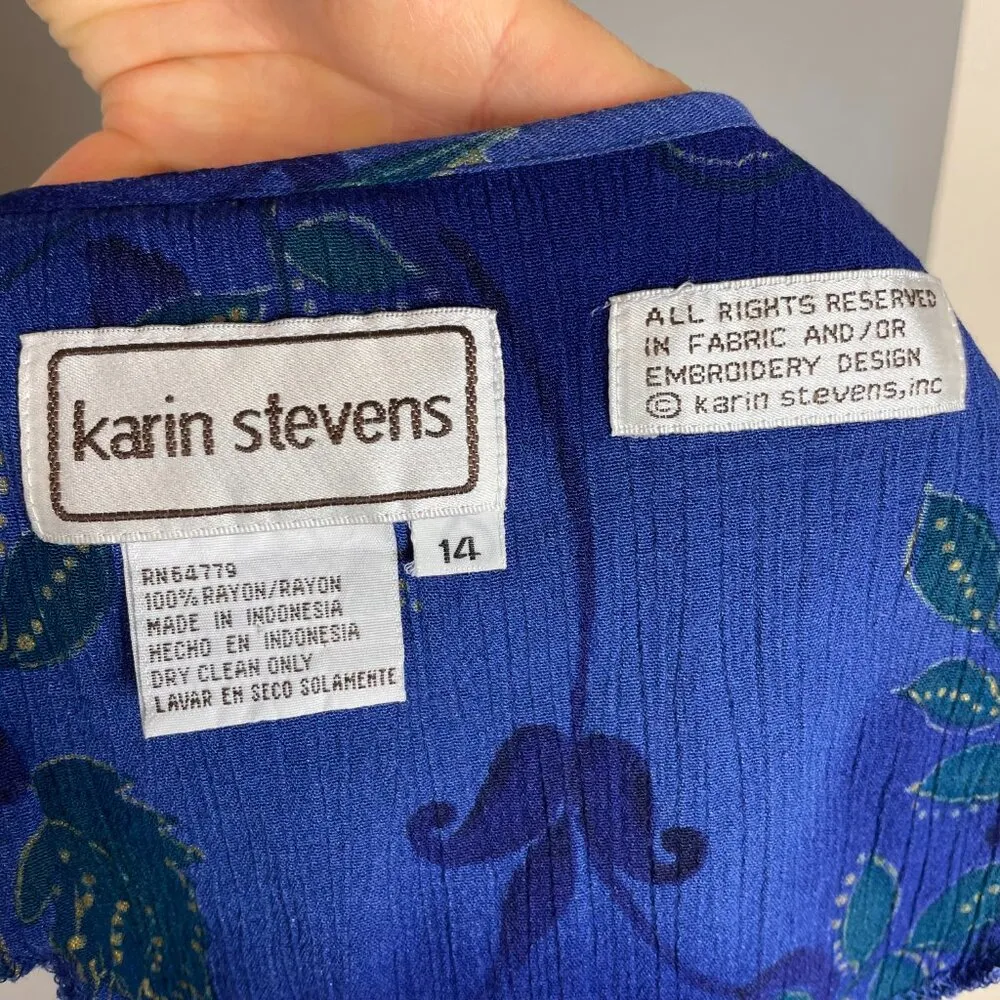 karin stevens
14
RN64779
100% RAYON/RAYON
MADE IN INDONESIA
HECHO EN INDONESIA
DRY CLEAN ONLY
LAVAR EN SECO SOLAMENTE
ALL RIGHTS RESERVED
IN FABRIC AND/OR
EMBROIDERY DESIGN
© karin stevens,inc